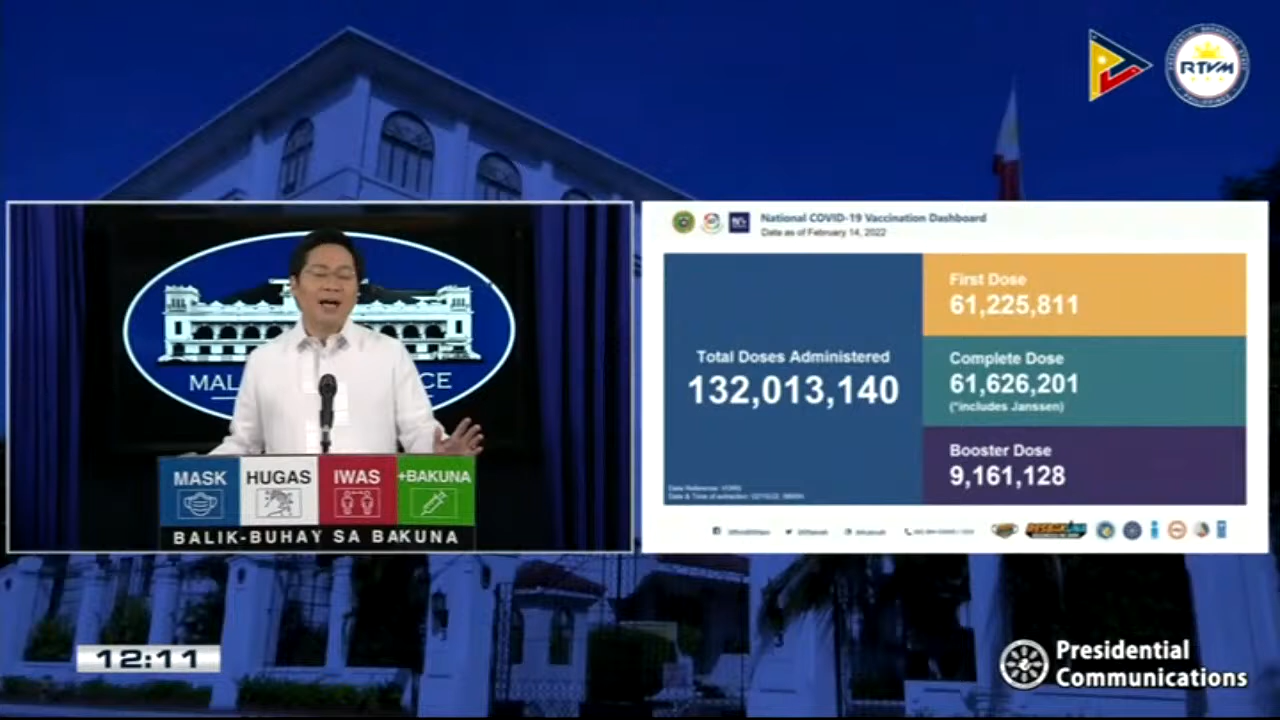 RTVM
National COVID-19 Vaccination Dashboard
Data as of February 14, 2022
First Dose
61,225,811
Total Doses Administered
132,013,140
Complete Dose
61,626,201
(*includes Janssen)
Booster Dose
9,161,128
MAL CE
MASK HUGAS IWAS +BAKUNA
BALIK-BUHAY SA BAKUNA
12:11
Presidential
Communications